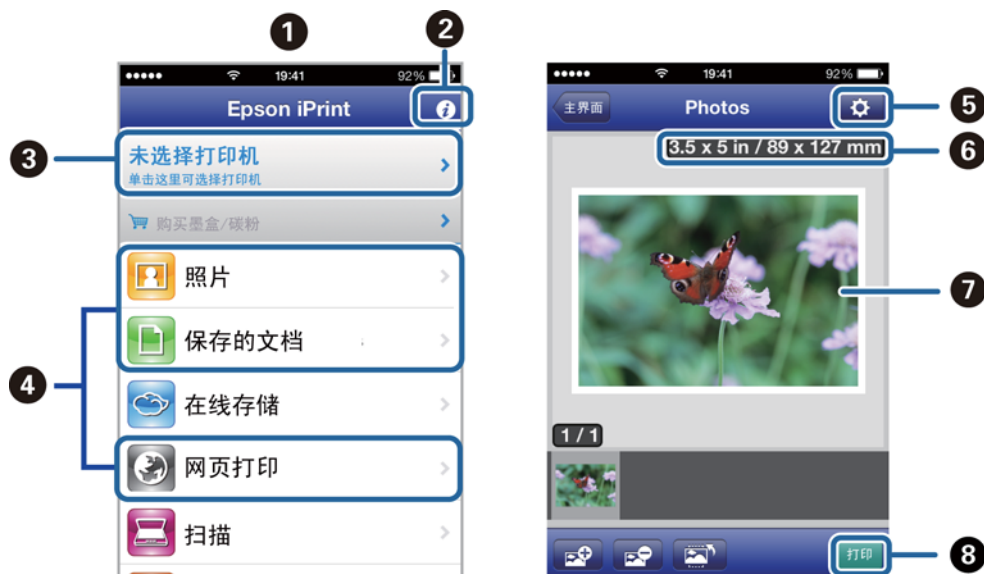 1
2
19:41
92%
Epson iPrint
3
未选择打印机
单击这里可选择打印机
购买墨盒/碳粉
照片
保存的文档
4
在线存储
网页打印
扫描
19:41
92%
主界面
Photos
5
3.5 x 5 in / 89 x 127 mm
6
7
1/1
打印
8